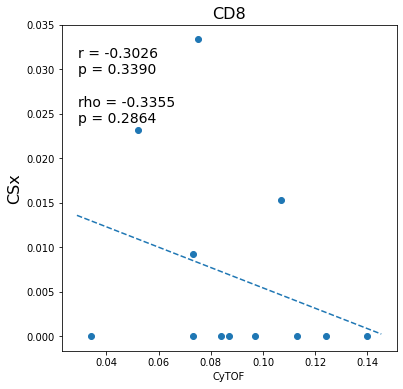 CD8
r = -0.3026
p = 0.3390
rho = -0.3355
p = 0.2864
CSx
0.035
0.030
0.025
0.020
0.015
0.010
0.005
0.000
0.04 0.06 0.08 0.10 0.12 0.14
CyTOF